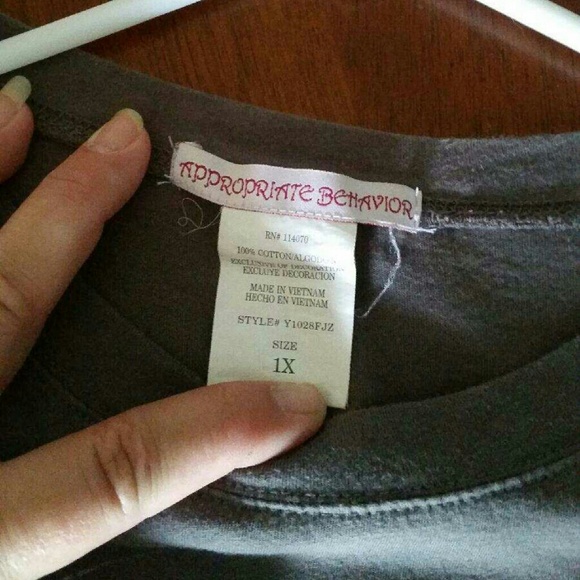 APPROPRIATE BEHAVIOR
RN# 114070
100% COTTON/ALGODON
EXCLUSIVE OF DECORATION
EXCLUYE DECORACION
MADE IN VIETNAM
HECHO EN VIETNAM
STYLE# Y1028FJZ
SIZE
1X